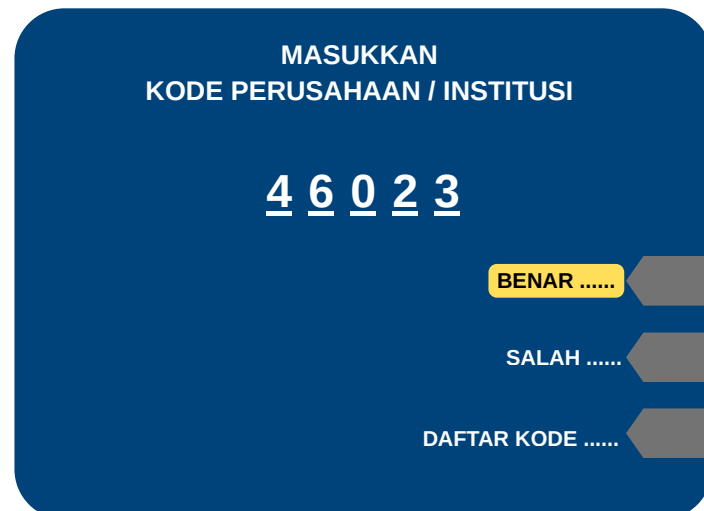 MASUKKAN
KODE PERUSAHAAN / INSTITUSI
4 6 0 2 3
BENAR ......
SALAH ......
DAFTAR KODE ......